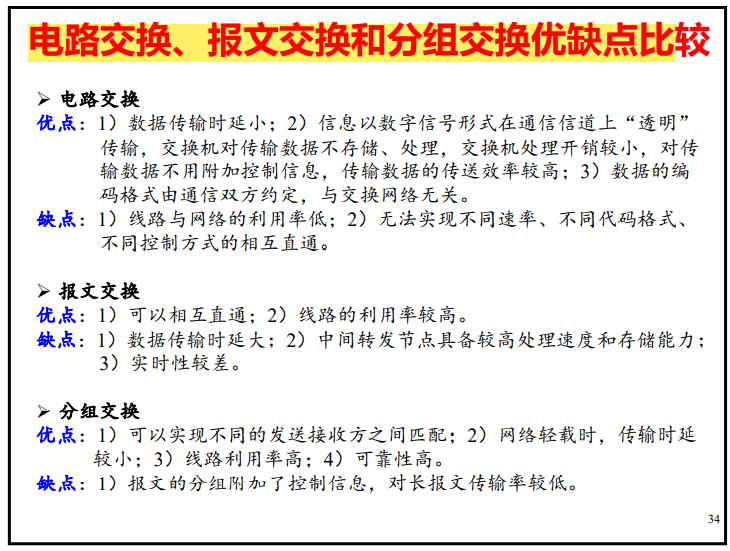 电路交换、报文交换和分组交换优缺点比较
➢ 电路交换
优点：1）数据传输时延小；2）信息以数字信号形式在通信信道上“透明”
传输，交换机对传输数据不存储、处理，交换机处理开销较小，对传
输数据不用附加控制信息，传输数据的传送效率较高；3）数据的编
码格式由通信双方约定，与交换网络无关。
缺点：1）线路与网络的利用率低；2）无法实现不同速率、不同代码格式、
不同控制方式的相互直通。
➢ 报文交换
优点：1）可以相互直通；2）线路的利用率较高。
缺点：1）数据传输时延大；2）中间转发节点具备较高处理速度和存储能力；
3）实时性较差。
➢ 分组交换
优点：1）可以实现不同的发送接收方之间匹配；2）网络轻载时，传输时延
较小；3）线路利用率高；4）可靠性高。
缺点：1）报文的分组附加了控制信息，对长报文传输率较低。
34